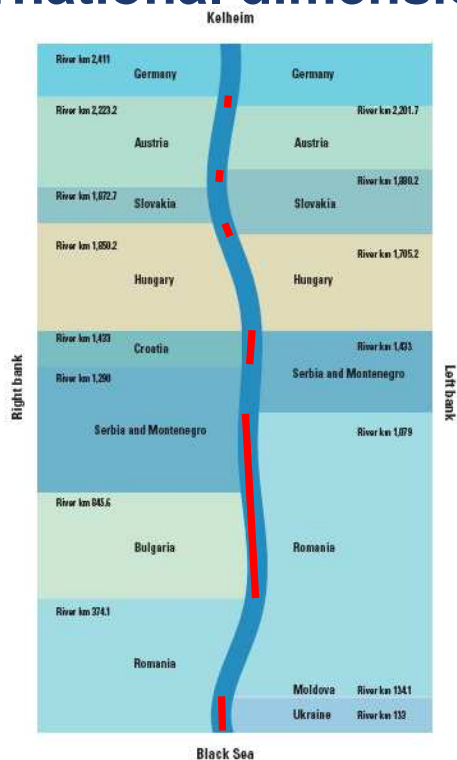 rnational dimensi
Kelheim
River km 2,411
Germany
Germany
River km 2,223.2
River km 2,201.7
Austria
Austria
River km 1,880.2
River km 1,872.7
Slovakia
Slovakia
River km 1,850.2
River km 1,705.2
Hungary
Hungary
River km 1,433
River km 1,433
Croatia
Serbia and Montenegro
River km 1,290
Right bank
Left bank
Serbia and Montenegro
River km 1,079
River km 845.6
Bulgaria
Romania
River km 374.1
Romania
Moldova River km 134.1
Ukraine River km 133
Black Sea